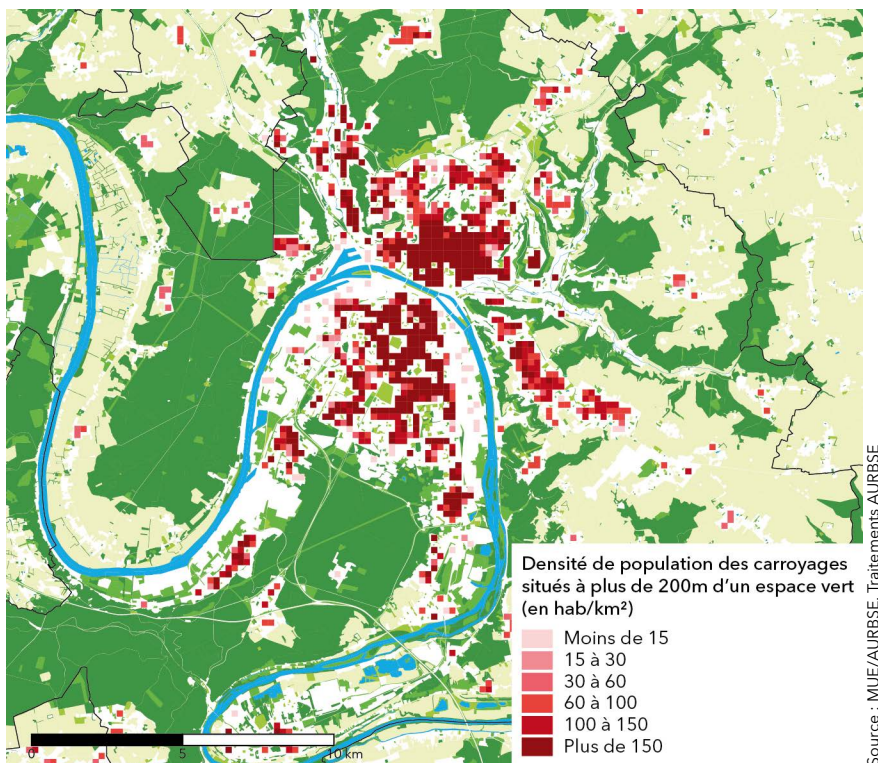 Densité de population des carroyages
situés à plus de 200m d'un espace vert
(en hab/km²)
Moins de 15
15 à 30
30 à 60
60 à 100
100 à 150
Plus de 150
0 5 10 km
Source : MUE/AURBSE, Traitements AURBSE